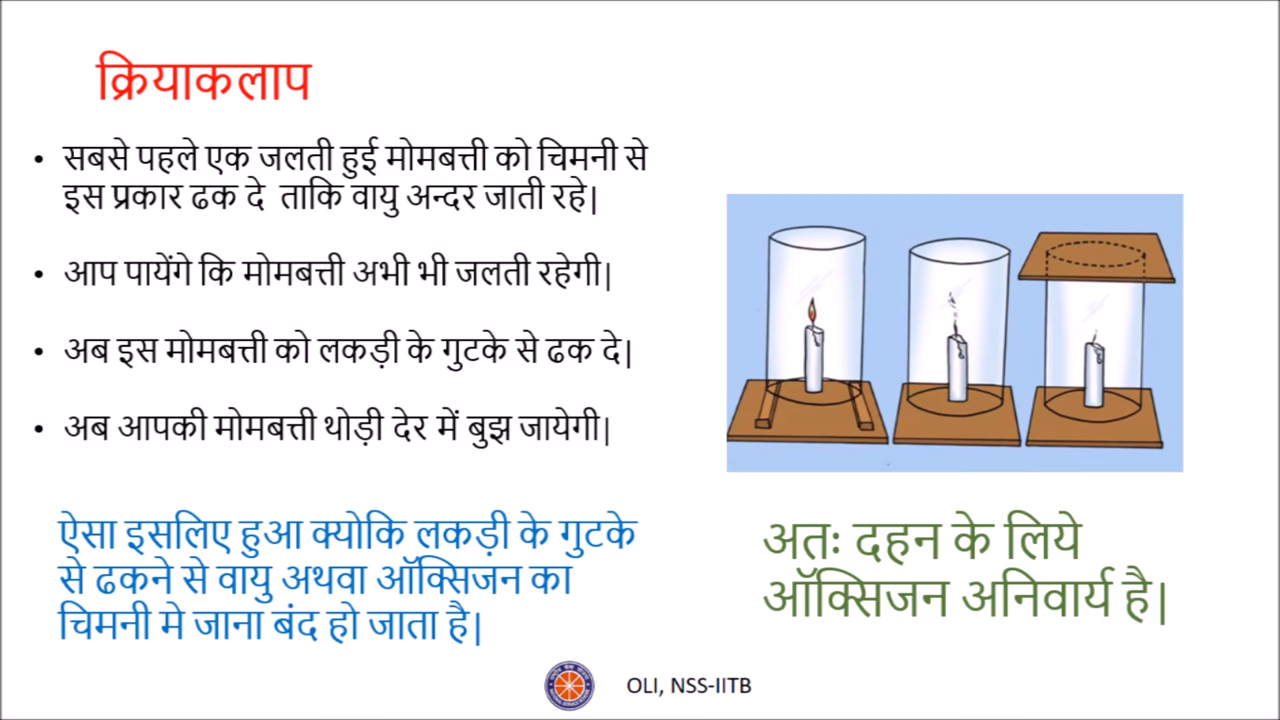 क्रियाकलाप
• सबसे पहले एक जलती हुई मोमबत्ती को चिमनी से
इस प्रकार ढक दे ताकि वायु अन्दर जाती रहे|
• आप पायेंगे कि मोमबत्ती अभी भी जलती रहेगी|
• अब इस मोमबत्ती को लकड़ी के गुटके से ढक दे|
• अब आपकी मोमबत्ती थोड़ी देर में बुझ जायेगी|
ऐसा इसलिए हुआ क्योकि लकड़ी के गुटके
से ढकने से वायु अथवा ऑक्सिजन का
चिमनी मे जाना बंद हो जाता है|
अतः दहन के लिये
ऑक्सिजन अनिवार्य है|
OLI, NSS-IITB